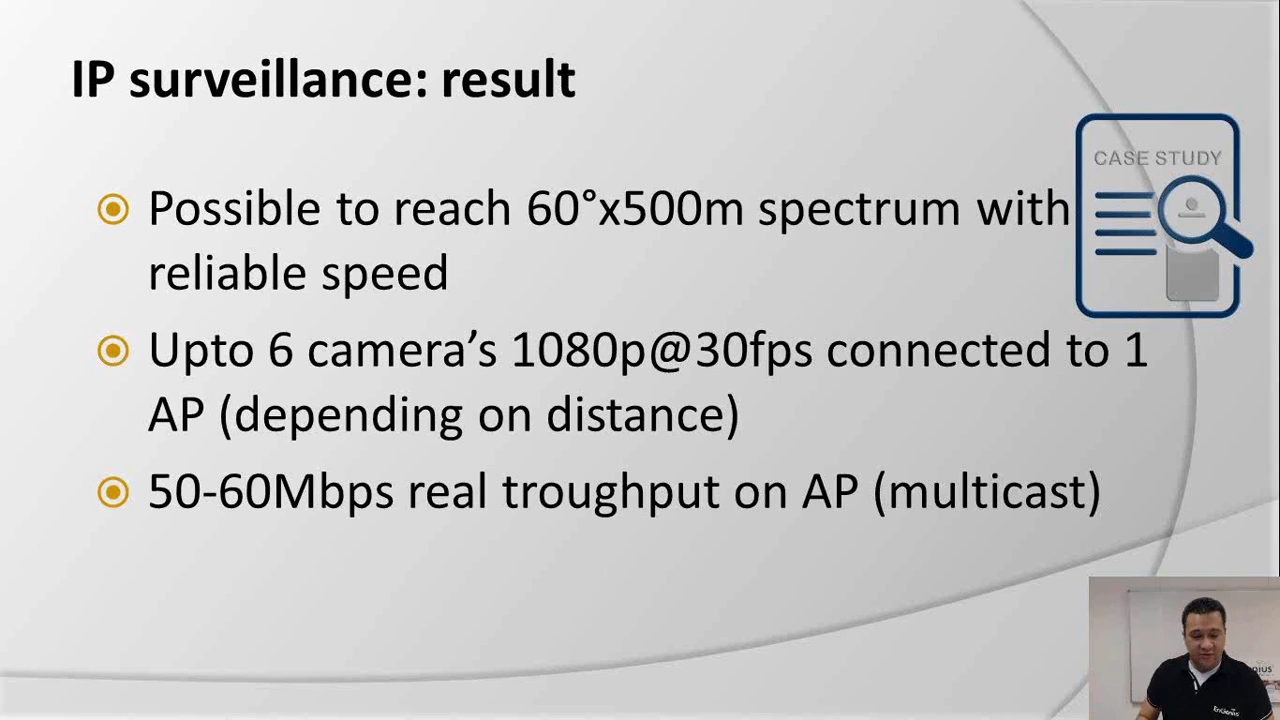 IP surveillance: result
CASE STUDY
Possible to reach 60°x500m spectrum with
reliable speed
Upto 6 camera’s 1080p@30fps connected to 1
AP (depending on distance)
50-60Mbps real troughput on AP (multicast)
EnGenius